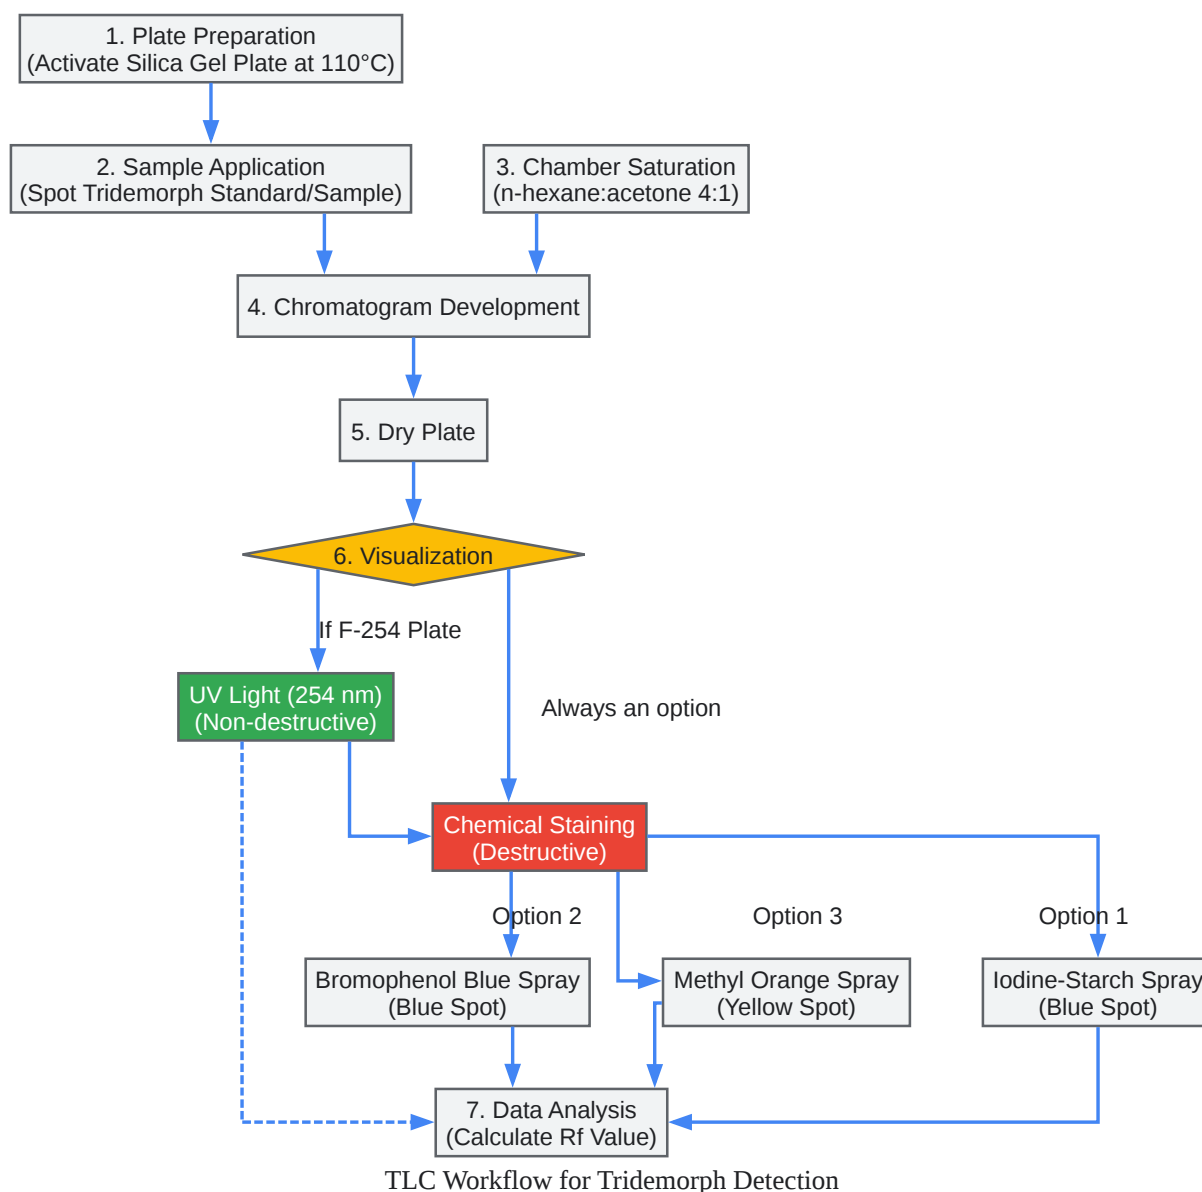 1. Plate Preparation
(Activate Silica Gel Plate at 110°C)
2. Sample Application
(Spot Tridemorph Standard/Sample)
3. Chamber Saturation
(n-hexane:acetone 4:1)
4. Chromatogram Development
5. Dry Plate
6. Visualization
If F-254 Plate
UV Light (254 nm)
(Non-destructive)
Always an option
Chemical Staining
(Destructive)
Option 2
Option 3
Option 1
Bromophenol Blue Spray
(Blue Spot)
Methyl Orange Spray
(Yellow Spot)
Iodine-Starch Spray
(Blue Spot)
7. Data Analysis
(Calculate Rf Value)
TLC Workflow for Tridemorph Detection